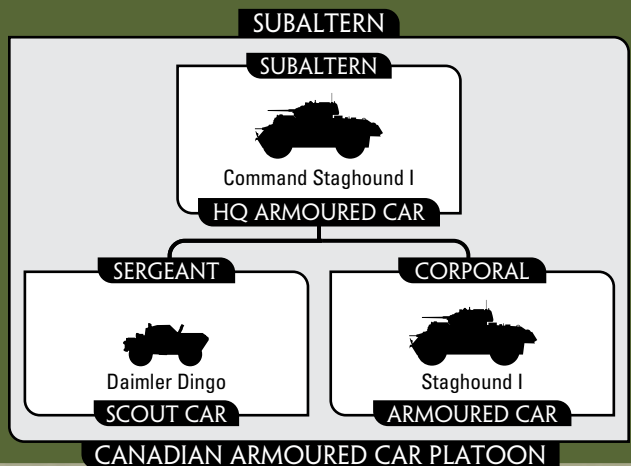 SUBALTERN
SUBALTERN
Command Staghound I
HQ ARMOURED CAR
SERGEANT
Daimler Dingo
SCOUT CAR
CORPORAL
Staghound I
ARMOURED CAR
CANADIAN ARMOURED CAR PLATOON